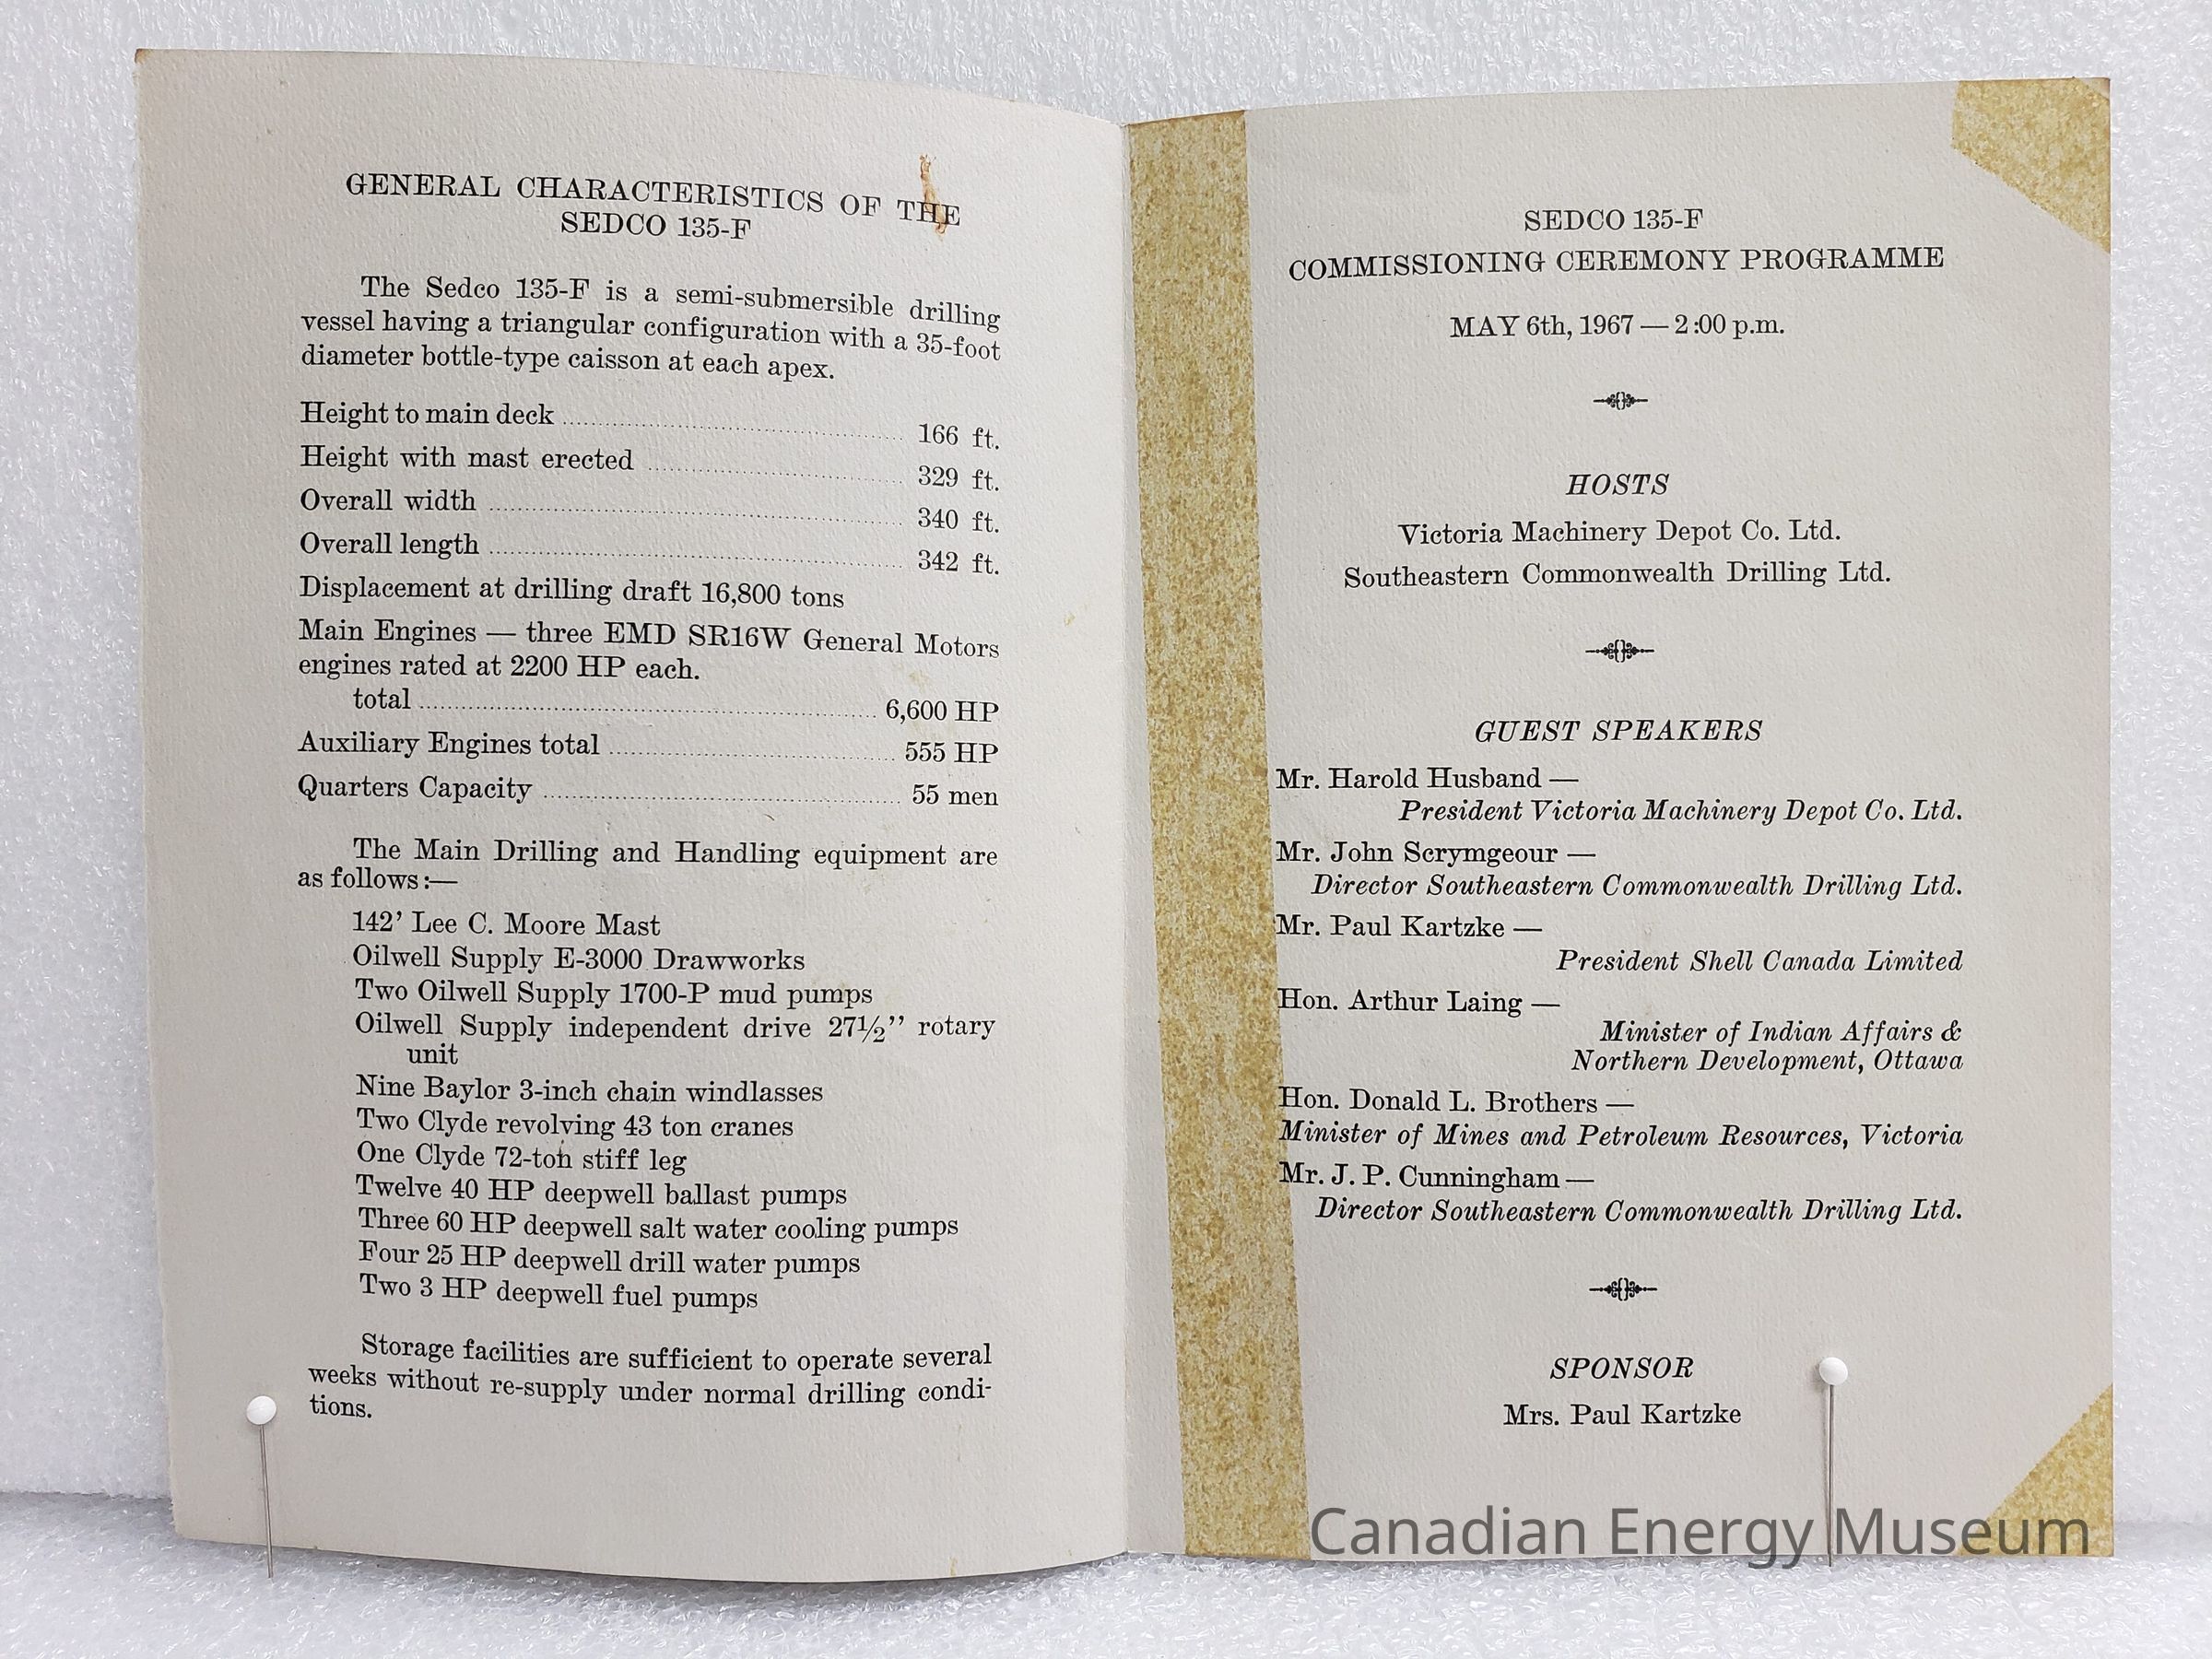 GENERAL CHARACTERISTICS OF THE
SEDCO 135-F
The Sedco 135-F is a semi-submersible drilling
vessel having a triangular configuration with a 35-foot
diameter bottle-type caisson at each apex.
Height to main deck ........ 166 ft.
Height with mast erected ........ 329 ft.
Overall width ........ 340 ft.
Overall length ........ 342 ft.
Displacement at drilling draft 16,800 tons
Main Engines — three EMD SR16W General Motors
engines rated at 2200 HP each.
total ........ 6,600 HP
Auxiliary Engines total ........ 555 HP
Quarters Capacity ........ 55 men
The Main Drilling and Handling equipment are
as follows:—
142’ Lee C. Moore Mast
Oilwell Supply E-3000 Drawworks
Two Oilwell Supply 1700-P mud pumps
Oilwell Supply independent drive 27½’’ rotary
unit
Nine Baylor 3-inch chain windlasses
Two Clyde revolving 43 ton cranes
One Clyde 72-ton stiff leg
Twelve 40 HP deepwell ballast pumps
Three 60 HP deepwell salt water cooling pumps
Four 25 HP deepwell drill water pumps
Two 3 HP deepwell fuel pumps
Storage facilities are sufficient to operate several
weeks without re-supply under normal drilling condi-
tions.
SEDCO 135-F
COMMISSIONING CEREMONY PROGRAMME
MAY 6th, 1967 — 2:00 p.m.
HOSTS
Victoria Machinery Depot Co. Ltd.
Southeastern Commonwealth Drilling Ltd.
GUEST SPEAKERS
Mr. Harold Husband —
President Victoria Machinery Depot Co. Ltd.
Mr. John Scrymgeour —
Director Southeastern Commonwealth Drilling Ltd.
Mr. Paul Kartzke —
President Shell Canada Limited
Hon. Arthur Laing —
Minister of Indian Affairs &
Northern Development, Ottawa
Hon. Donald L. Brothers —
Minister of Mines and Petroleum Resources, Victoria
Mr. J. P. Cunningham —
Director Southeastern Commonwealth Drilling Ltd.
SPONSOR
Mrs. Paul Kartzke
Canadian Energy Museum